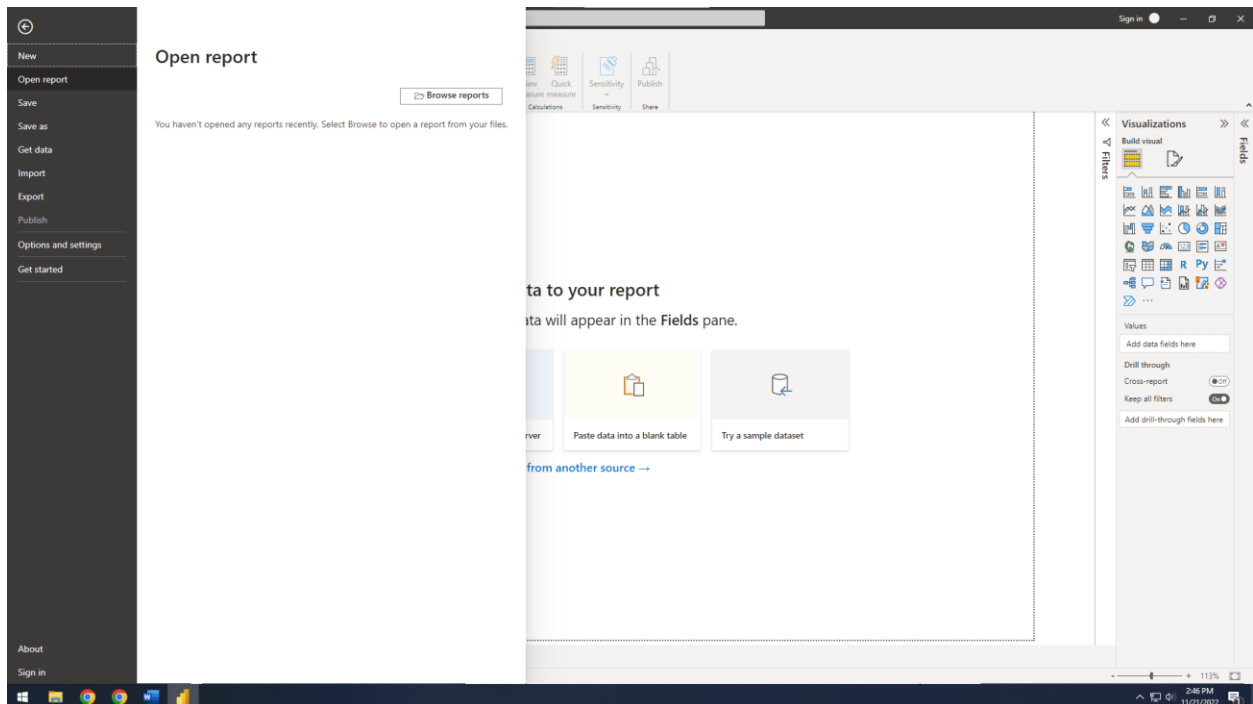 New
Open report
Save
Save as
Get data
Import
Export
Publish
Options and settings
Get started
About
Sign in
Open report
Browse reports
You haven't opened any reports recently. Select Browse to open a report from your files.
Sign in
Quick
measure
Calculations
Sensitivity
Sensitivity
Publish
Share
ta to your report
ata will appear in the Fields pane.
rver
Paste data into a blank table
Try a sample dataset
from another source →
Filters
Visualizations
Build visual
R Py
Values
Add data fields here
Drill through
Cross-report
Off
Keep all filters
On
Add drill-through fields here
Fields
113%
2:46 PM
11/21/2022